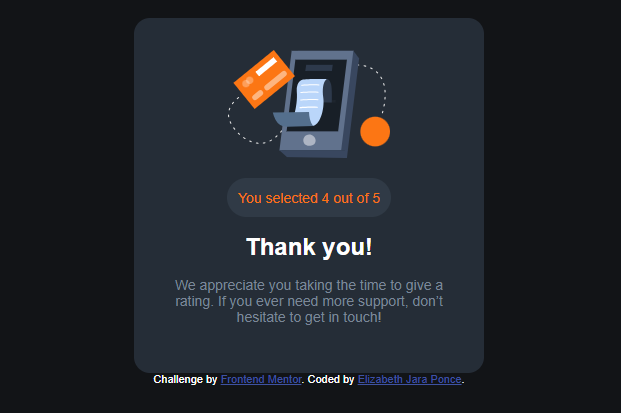 You selected 4 out of 5
Thank you!
We appreciate you taking the time to give a
rating. If you ever need more support, don’t
hesitate to get in touch!
Challenge by Frontend Mentor. Coded by Elizabeth Jara Ponce.